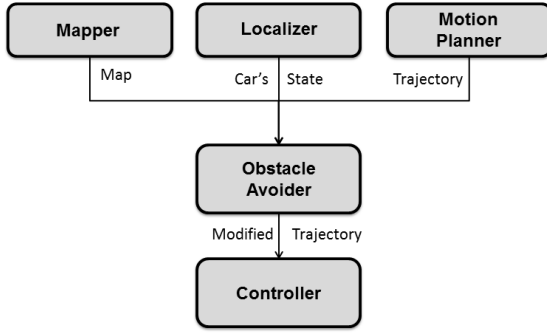 Mapper
Localizer
Motion
Planner
Map
Car's State
Trajectory
Obstacle
Avoider
Modified Trajectory
Controller